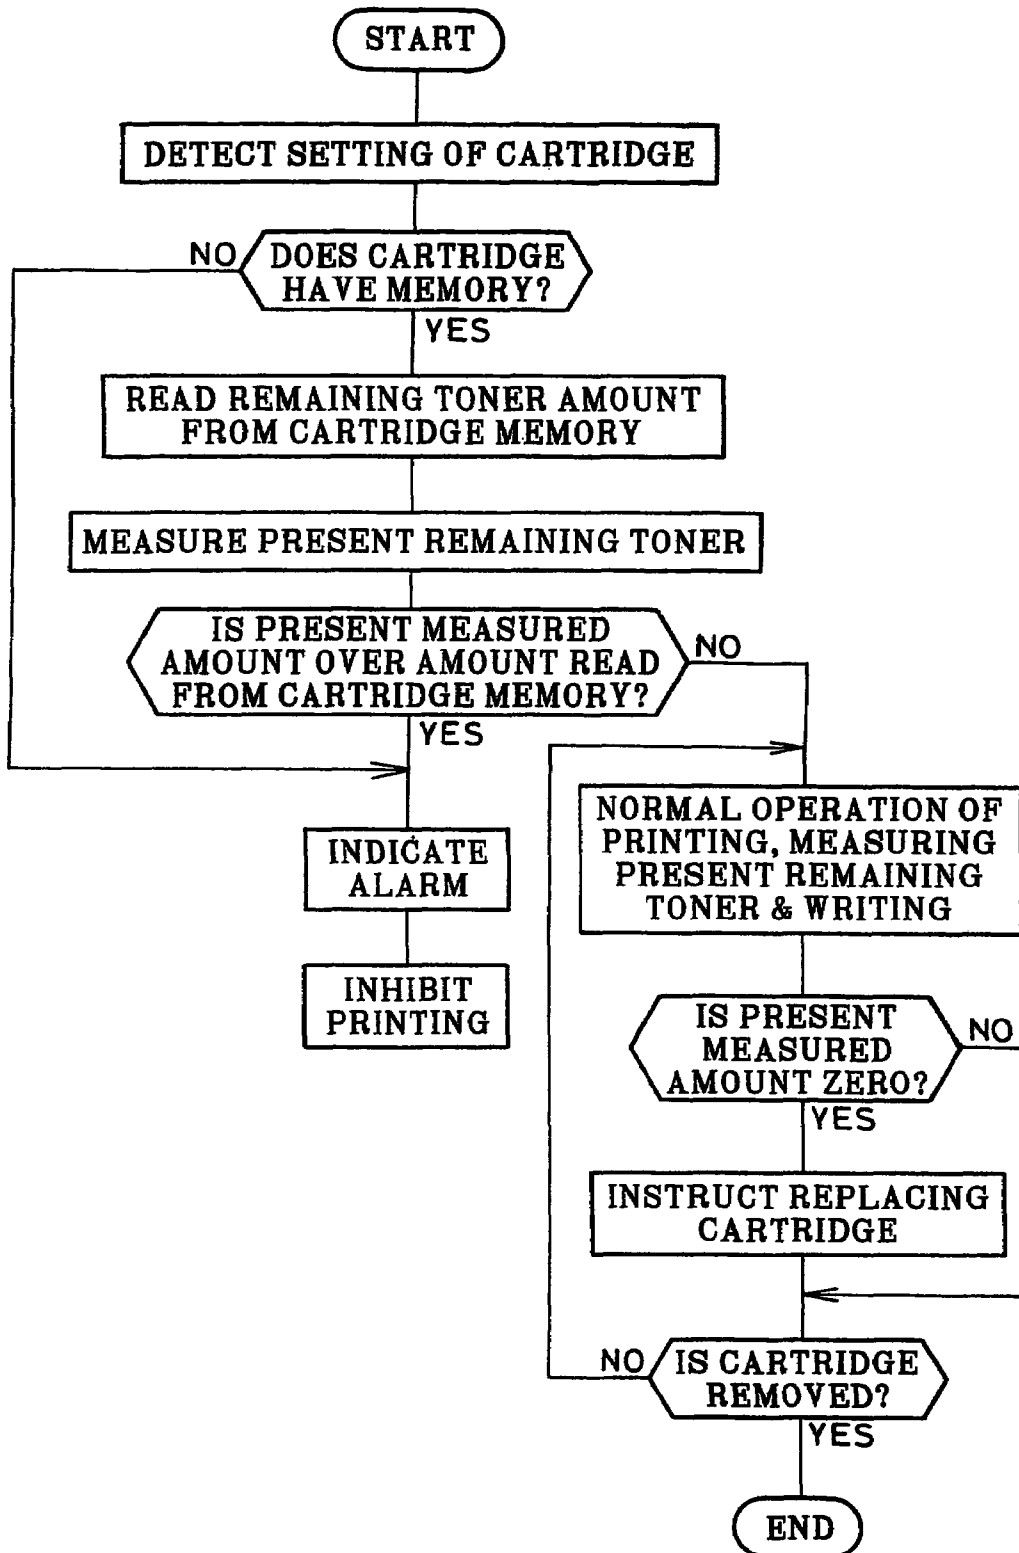 START
DETECT SETTING OF CARTRIDGE
NO
DOES CARTRIDGE
HAVE MEMORY?
YES
READ REMAINING TONER AMOUNT
FROM CARTRIDGE MEMORY
MEASURE PRESENT REMAINING TONER
IS PRESENT MEASURED
AMOUNT OVER AMOUNT READ
FROM CARTRIDGE MEMORY?
NO
YES
INDICATE
ALARM
INHIBIT
PRINTING
NORMAL OPERATION OF
PRINTING, MEASURING
PRESENT REMAINING
TONER & WRITING
IS PRESENT
MEASURED
AMOUNT ZERO?
NO
YES
INSTRUCT REPLACING
CARTRIDGE
NO
IS CARTRIDGE
REMOVED?
YES
END